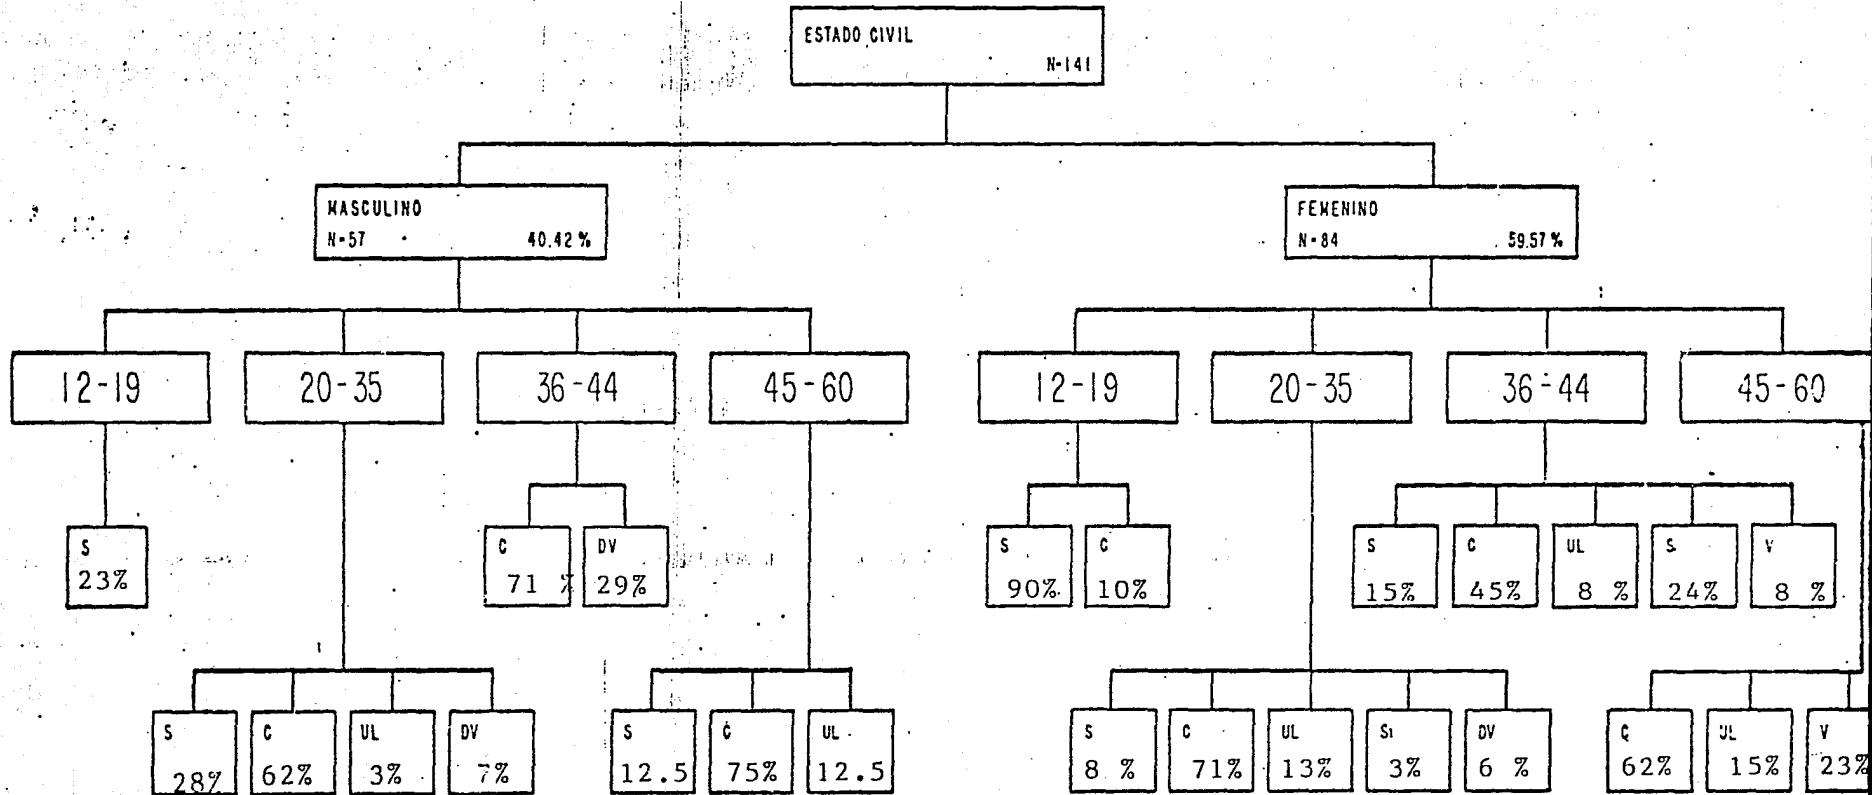 ESTADO CIVIL
N-141
MASCULINO
N-57 40.42 %
FEMENINO
N-84 59.57 %
12-19 20-35 36-44 45-60 12-19 20-35 36-44 45-60
S C DV S C S C UL S V
23% 71 % 29% 90% 10% 15% 45% 8 % 24% 8 %
S C UL DV S C UL S C UL S1 DV C UL V
28% 62% 3% 7% 12.5 75% 12.5 8 % 71% 13% 3% 6 % 62% 15% 23%